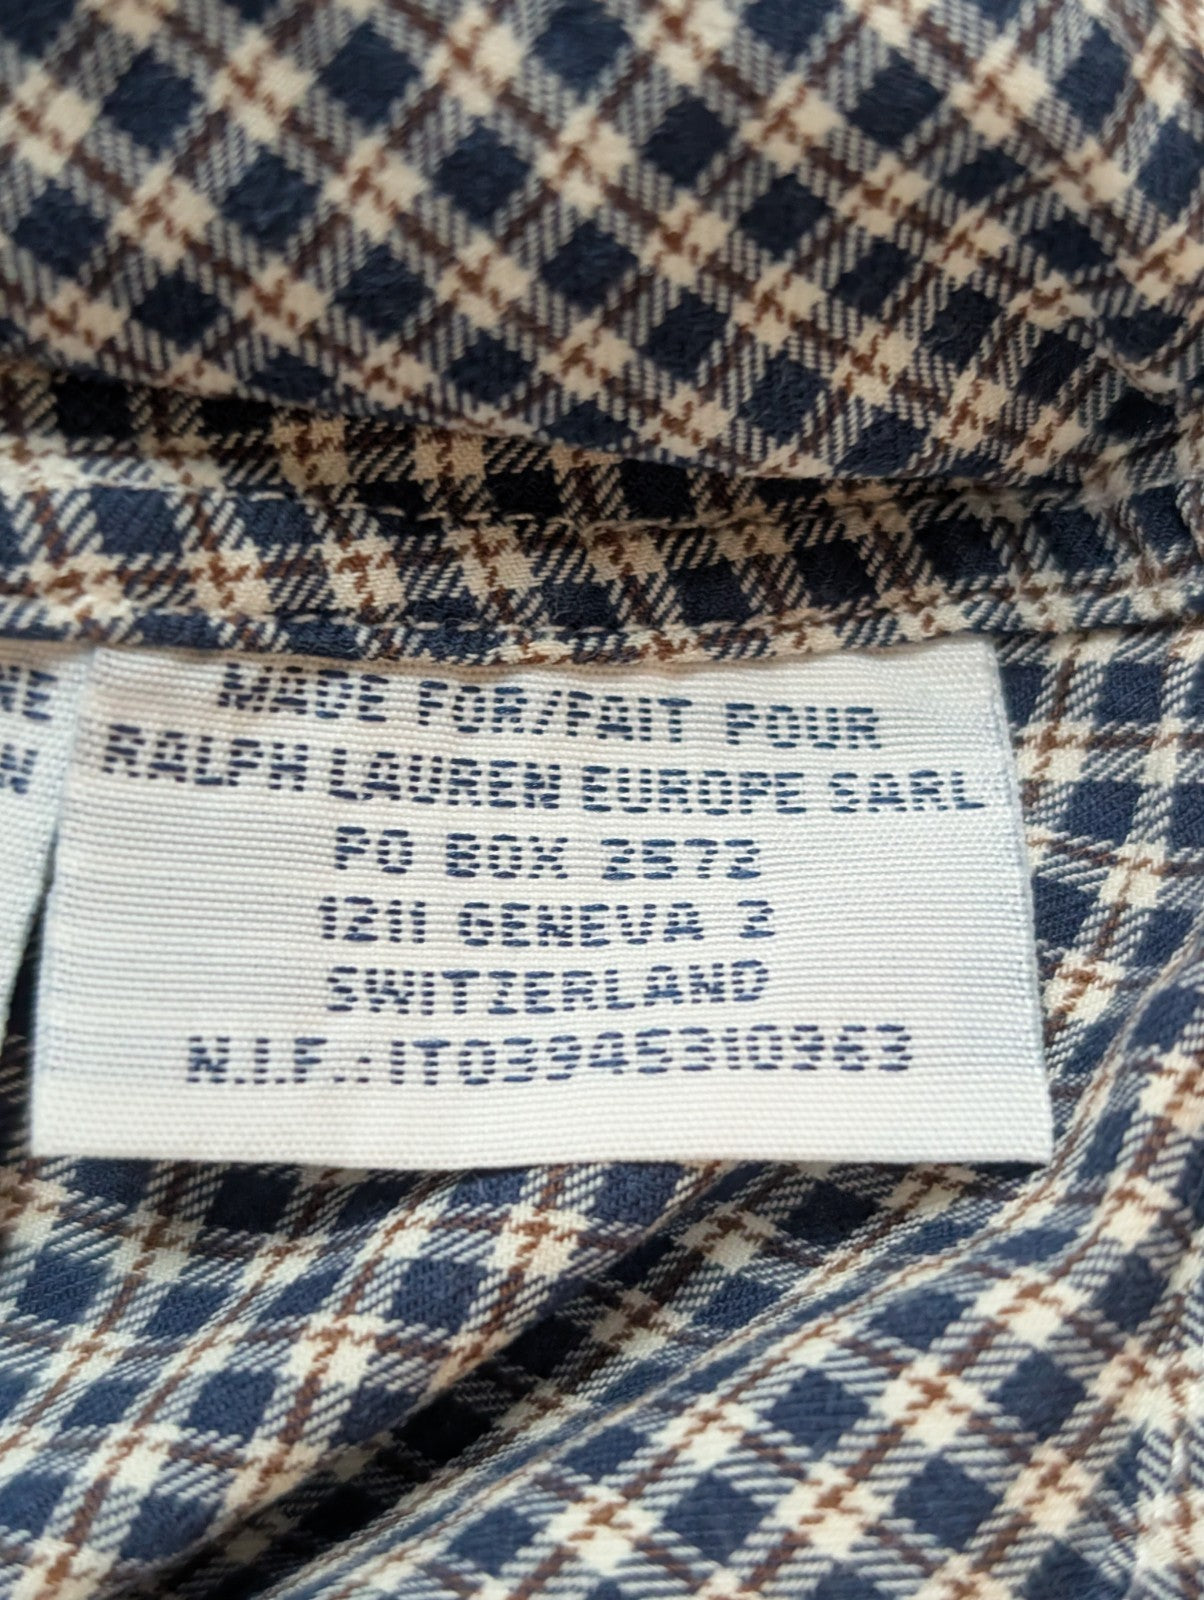 MADE FOR/FAIT POUR
RALPH LAUREN EUROPE SARL
PO BOX 2572
1211 GENEVA 2
SWITZERLAND
N.I.F.:IT03945310963